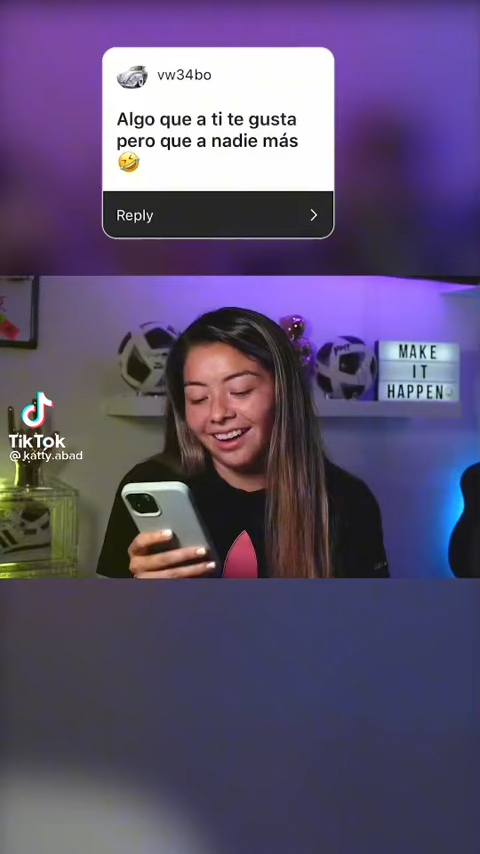 vw34bo
Algo que a ti te gusta
pero que a nadie más
🤣
Reply
MAKE
IT
HAPPEN
TikTok
@katty.abad